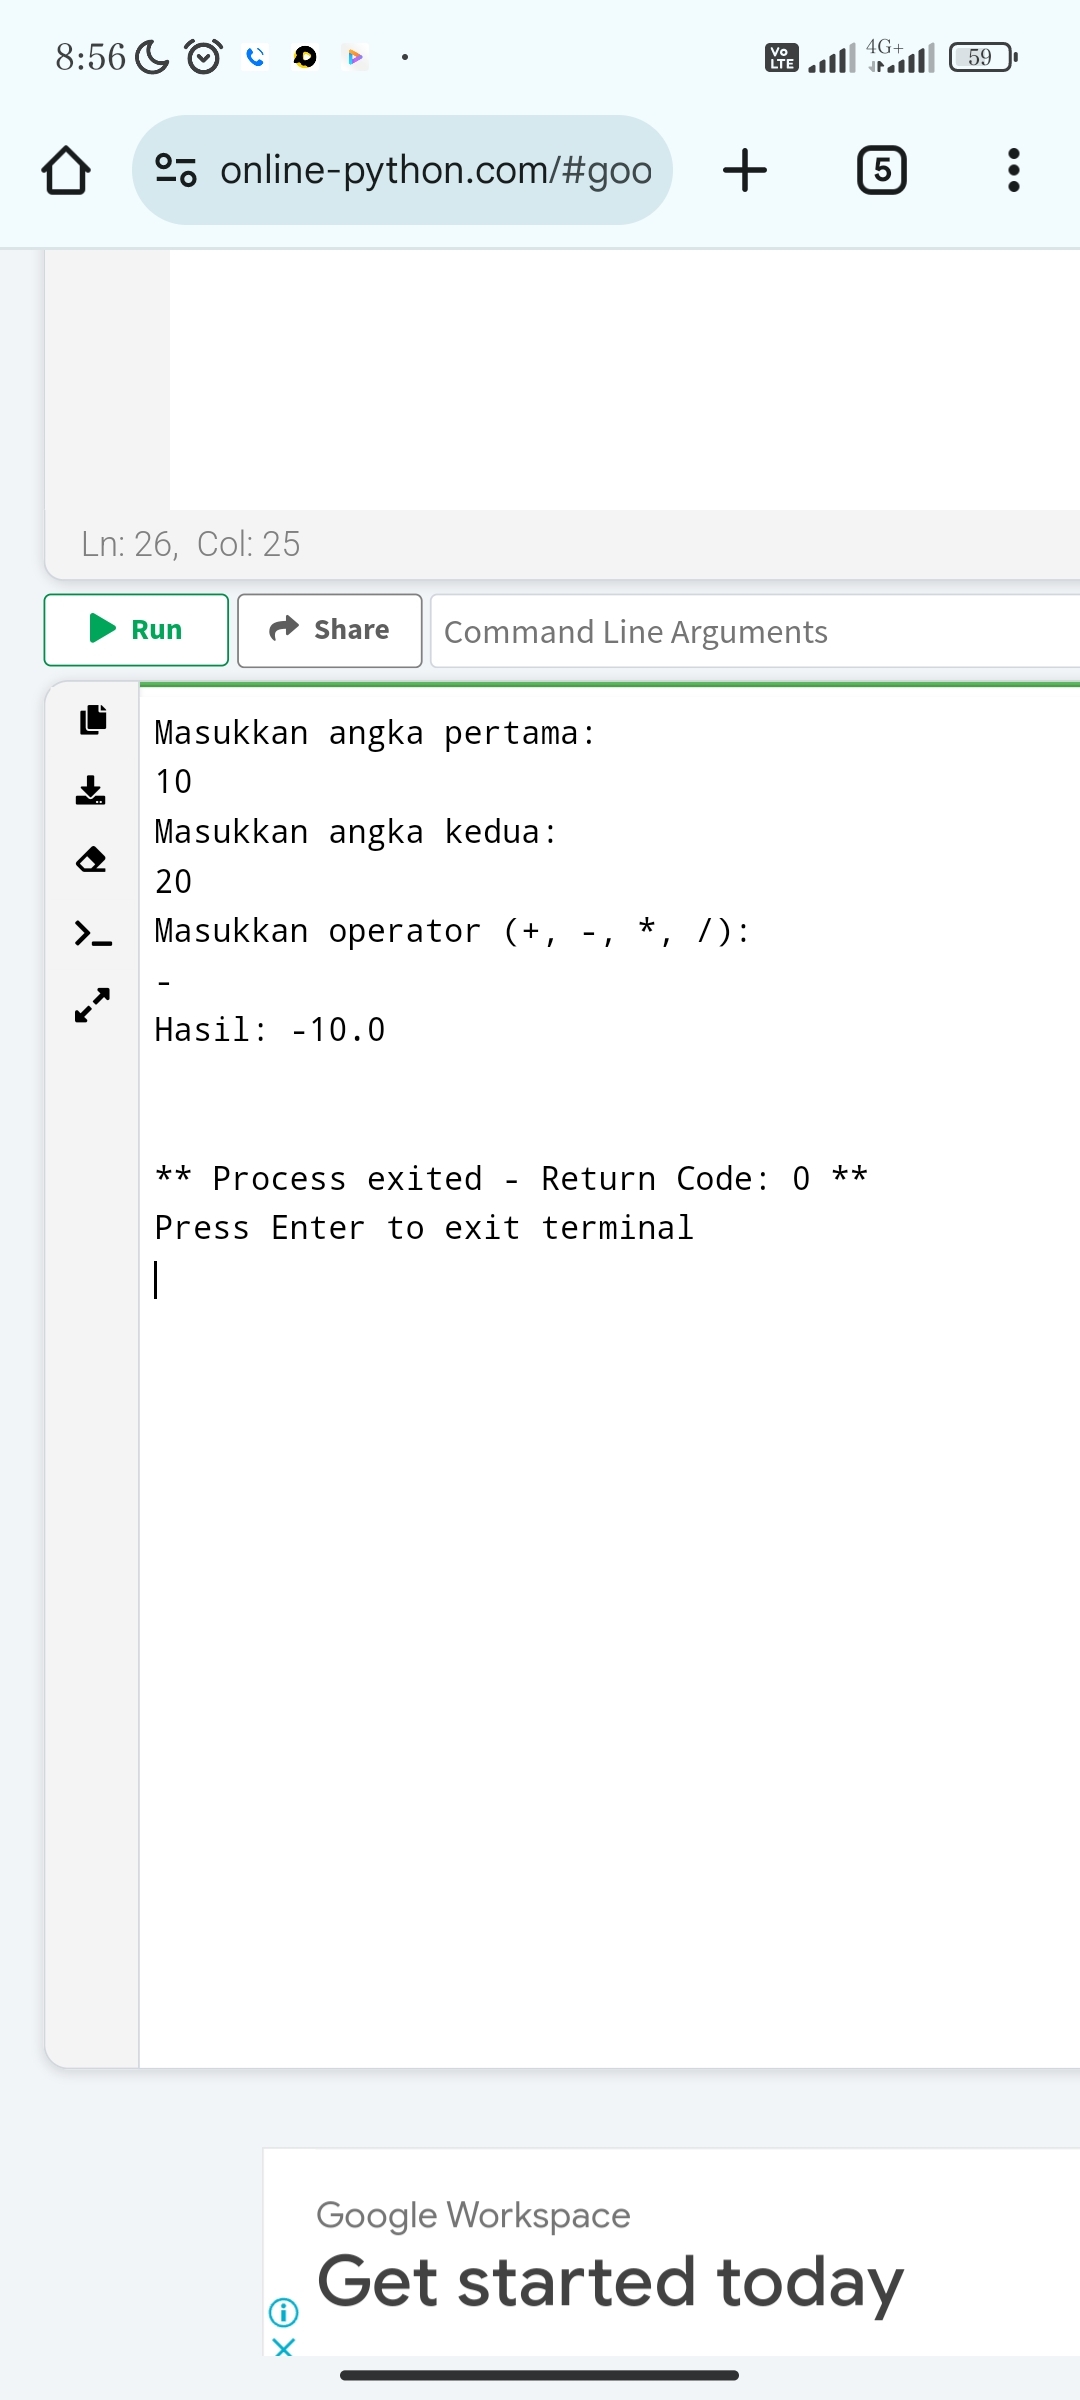 8:56 Vo LTE 4G+ 59
online-python.com/#goo 5
Ln: 26, Col: 25
Run Share Command Line Arguments
Masukkan angka pertama:
10
Masukkan angka kedua:
20
Masukkan operator (+, -, *, /):
-
Hasil: -10.0
** Process exited - Return Code: 0 **
Press Enter to exit terminal
Google Workspace
Get started today